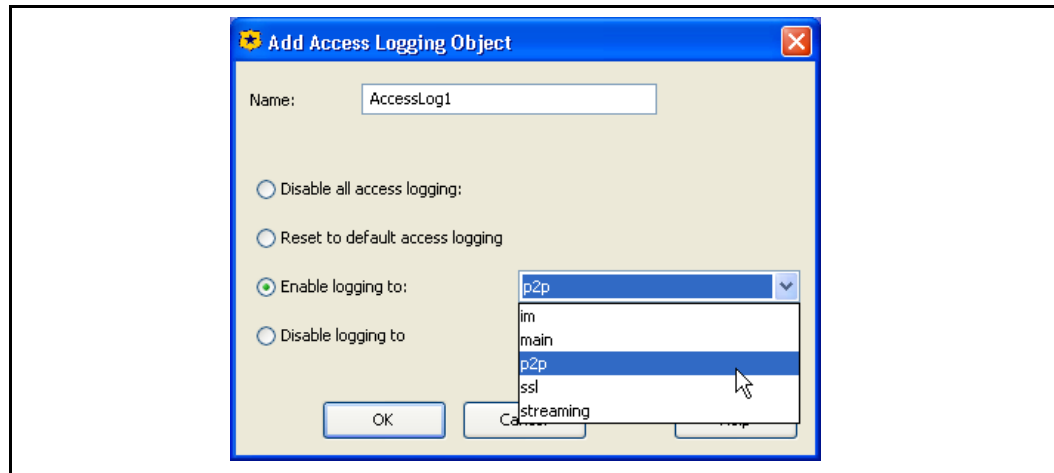 Add Access Logging Object
Name: AccessLog1
Disable all access logging:
Reset to default access logging
Enable logging to: p2p
im
main
Disable logging to
p2p
ssl
streaming
OK